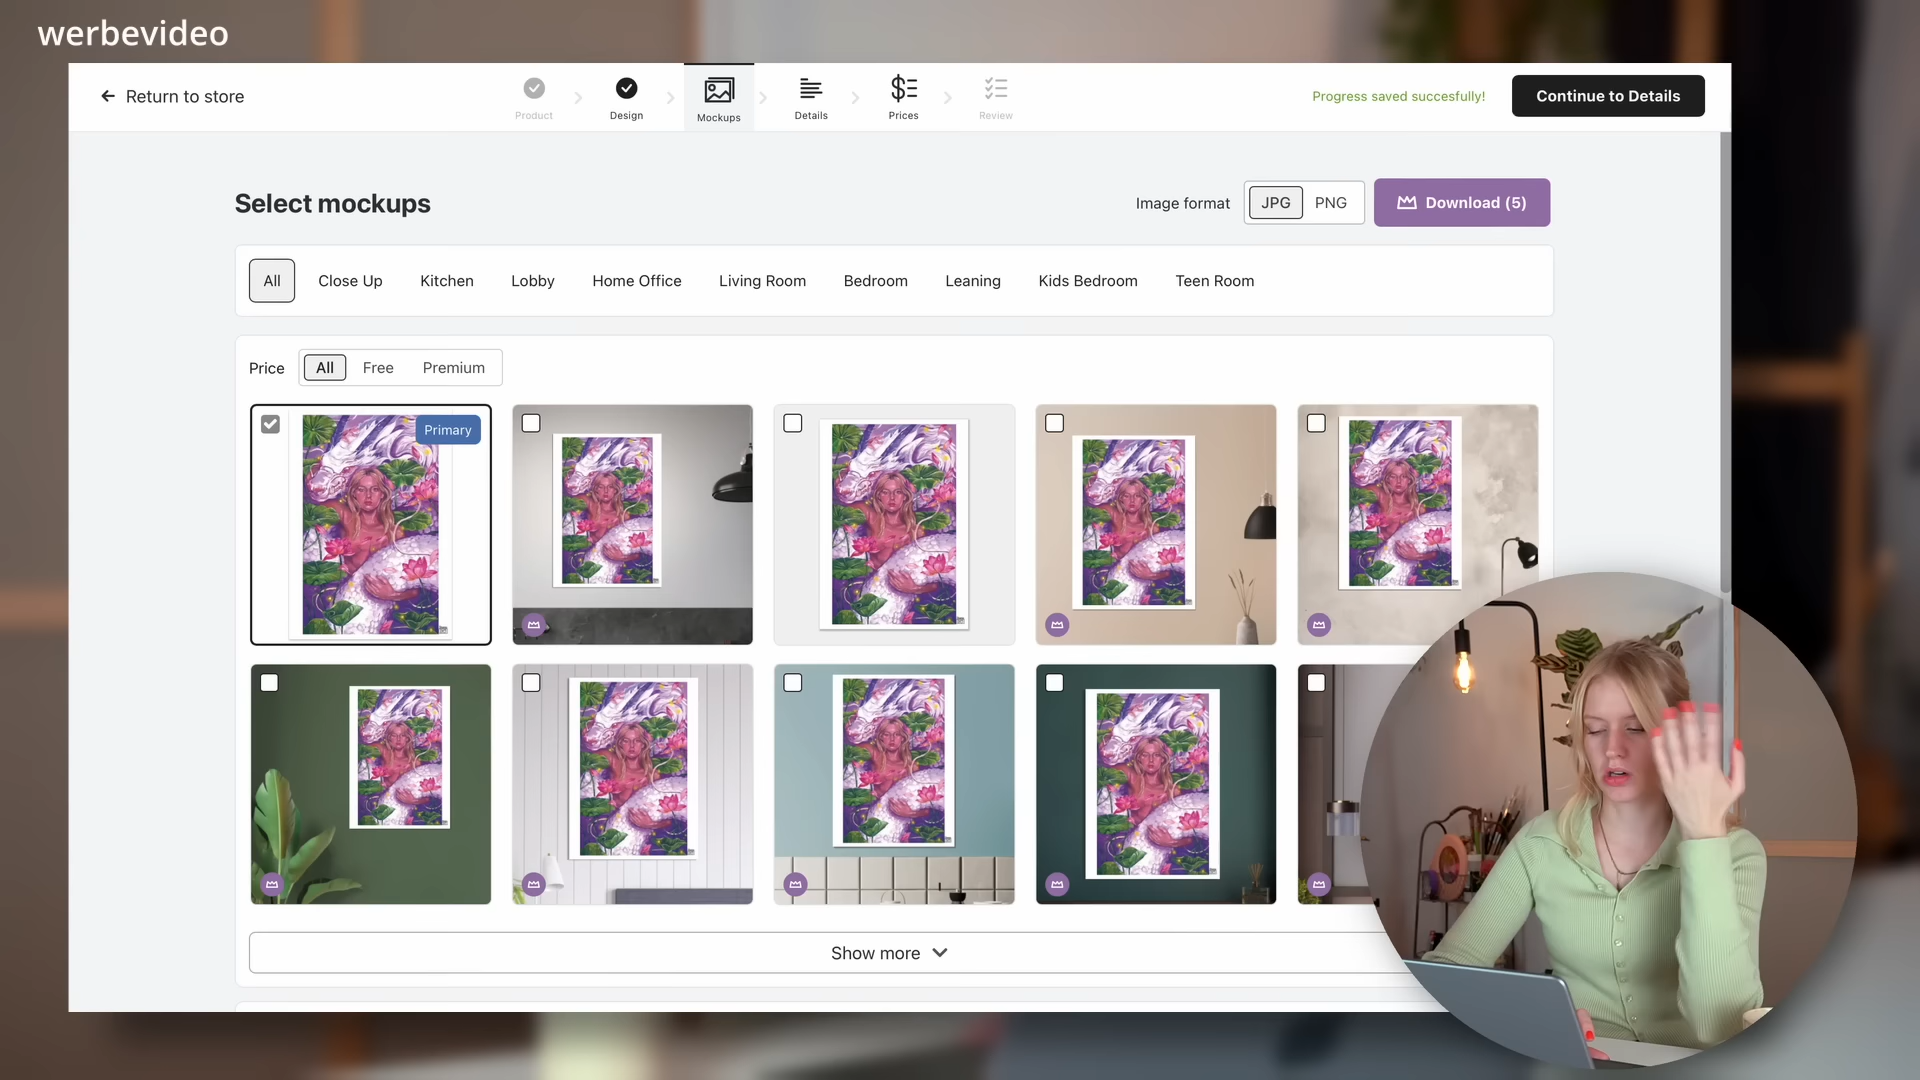 werbevideo
Return to store
Product
Design
Mockups
Details
Prices
Review
Progress saved succesfully!
Continue to Details
Select mockups
Image format
JPG
PNG
Download (5)
All
Close Up
Kitchen
Lobby
Home Office
Living Room
Bedroom
Leaning
Kids Bedroom
Teen Room
Price
All
Free
Premium
Primary
Show more